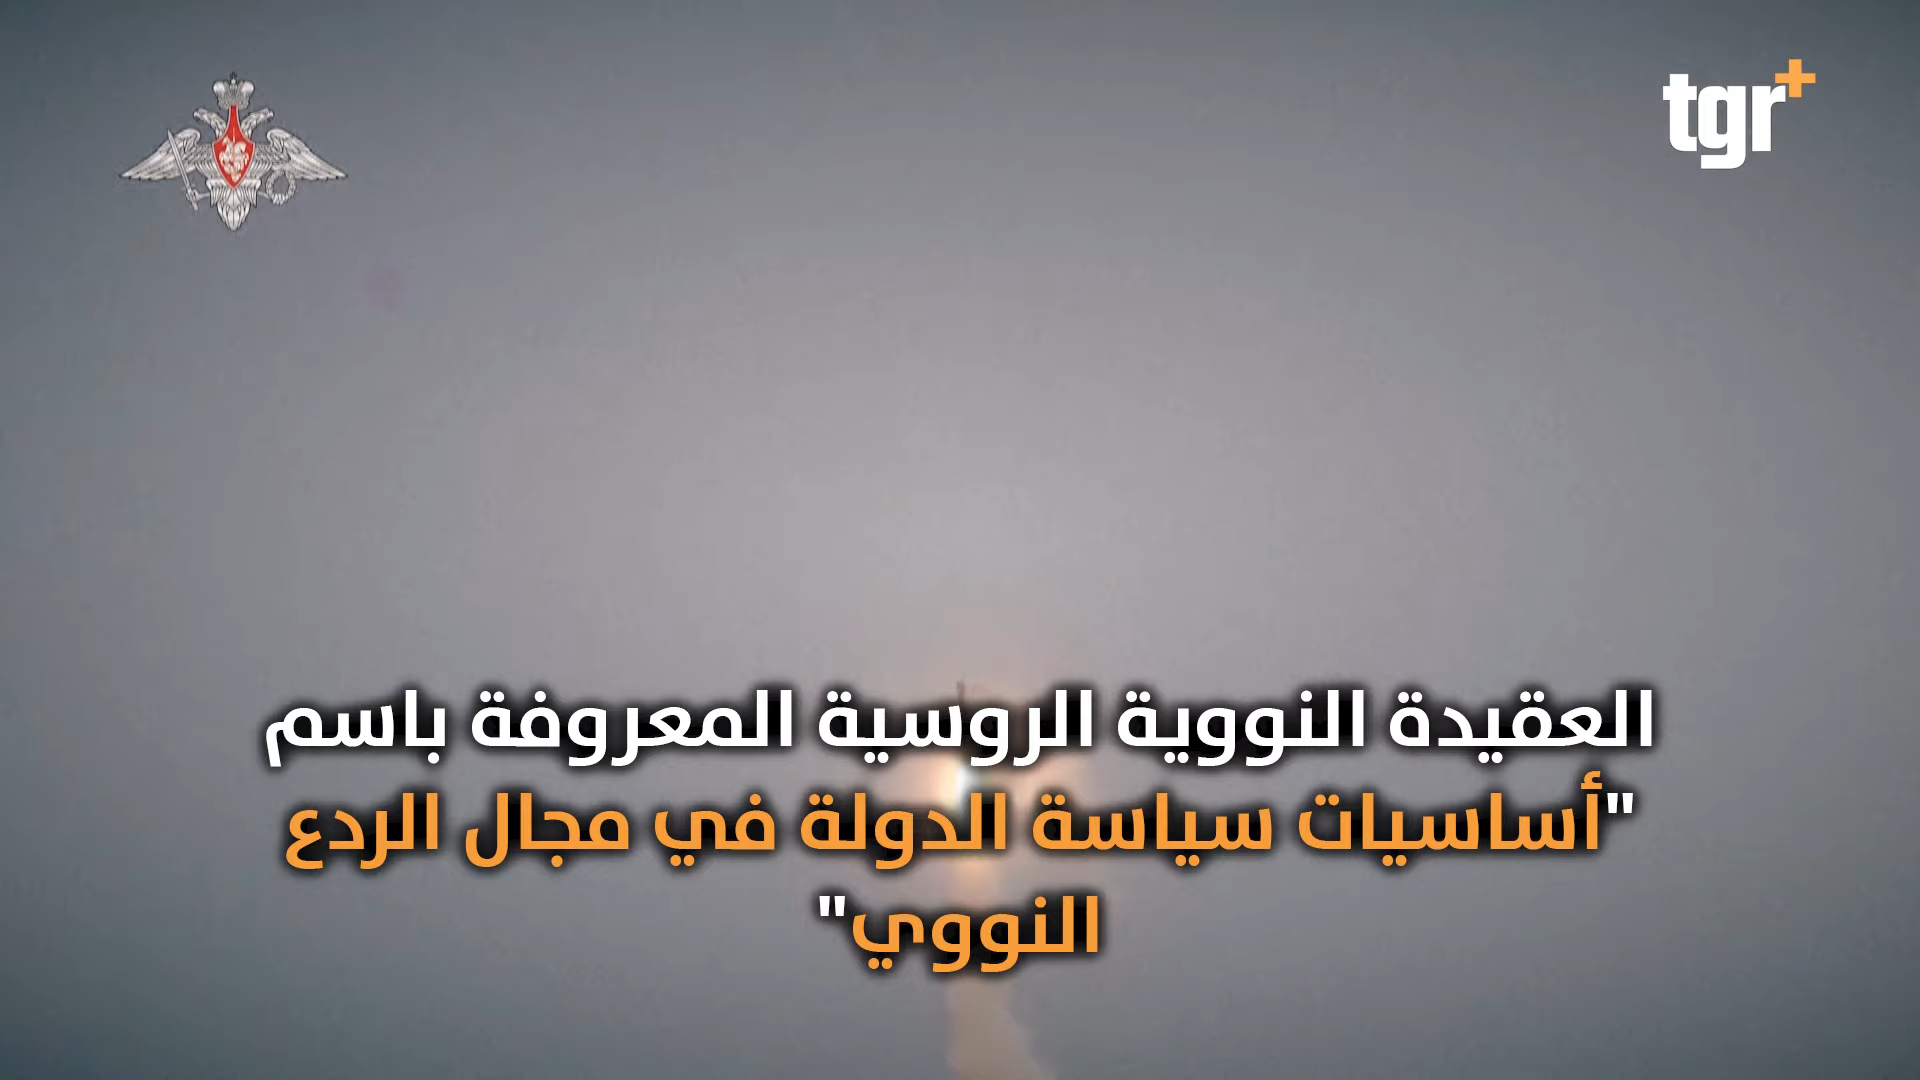 tgr+
العقيدة النووية الروسية المعروفة باسم
"أساسيات سياسة الدولة في مجال الردع
النووي"